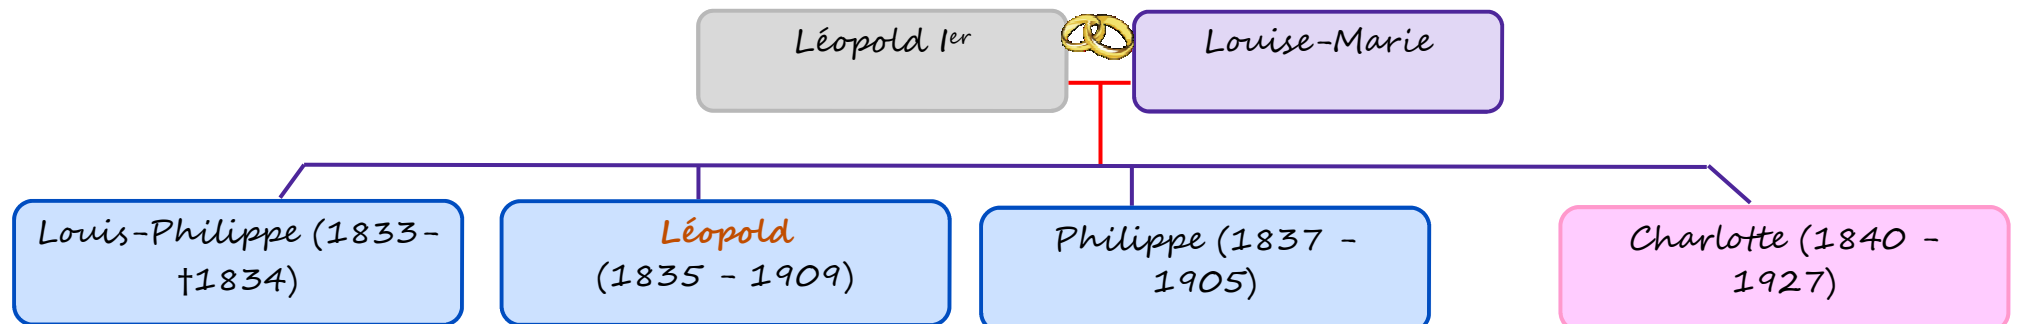 Léopold Iᵉʳ
Louise-Marie
Louis-Philippe (1833-
†1834)
Léopold
(1835 - 1909)
Philippe (1837 -
1905)
Charlotte (1840 -
1927)